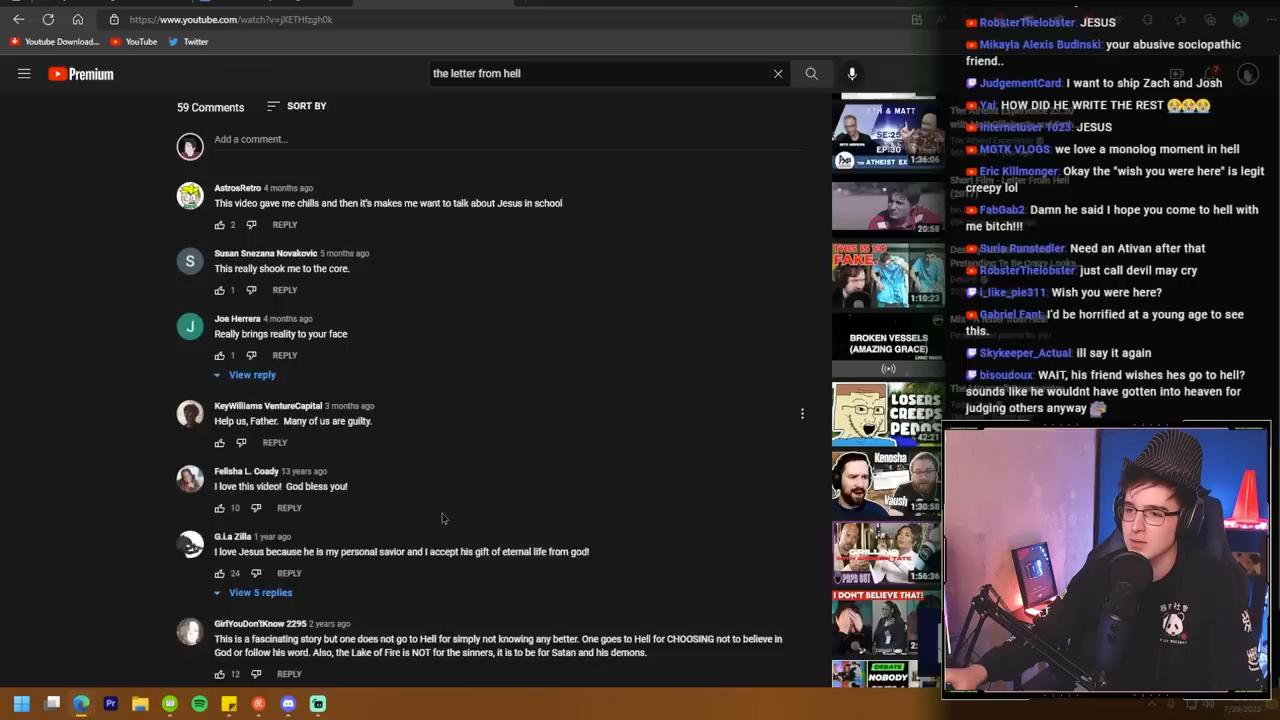 https://www.youtube.com/watch?v=jXETHfzgh0k
Youtube Download...
YouTube
Twitter
Premium
the letter from hell
59 Comments
SORT BY
Add a comment...
AstrosRetro 4 months ago
This video gave me chills and then it's makes me want to talk about Jesus in school
2 REPLY
Susan Snezana Novakovic 5 months ago
S
This really shook me to the core.
1 REPLY
Joe Herrera 4 months ago
J
Really brings reality to your face
1 REPLY
View reply
KeyWilliams VentureCapital 3 months ago
Help us, Father. Many of us are guilty.
REPLY
Felisha L. Coady 13 years ago
I love this video! God bless you!
10 REPLY
G.i.a Zilla 1 year ago
I love Jesus because he is my personal savior and I accept his gift of eternal life from god!
24 REPLY
View 5 replies
GirlYouDon'tKnow 2295 2 years ago
This is a fascinating story but one does not go to Hell for simply not knowing any better. One goes to Hell for CHOOSING not to believe in
God or follow his word. Also, the Lake of Fire is NOT for the sinners, it is to be for Satan and his demons.
12 REPLY
& MATT
SE:25
EP:30
1:36:06
20:58
THIS IS SO
FAKE.
1:10:23
BROKEN VESSELS
(AMAZING GRACE)
LOSERS
CREEPS
PEDOS
42:21
Kenosha
Vaush
1:30:58
GRILLING
1:56:36
I DON'T BELIEVE THAT!
DEBATE
NOBODY
RobsterThelobster: JESUS
Mikayla Alexis Budinski: your abusive sociopathic
friend..
JudgementCard: I want to ship Zach and Josh
Yai: HOW DID HE WRITE THE REST 😭😭😭
Internetuser 1023: JESUS
MGTK VLOGS: we love a monolog moment in hell
Eric Killmonger: Okay the "wish you were here" is legit
creepy lol
FabGab2: Damn he said I hope you come to hell with
me bitch!!!
Suria Runstedler: Need an Ativan after that
RobsterThelobster: just call devil may cry
i_like_pie311: Wish you were here?
Gabriel Fant: I'd be horrified at a young age to see
this.
Skykeeper_Actual: ill say it again
bisoudoux: WAIT, his friend wishes hes go to hell?
sounds like he wouldnt have gotten into heaven for
judging others anyway
7/29/2022